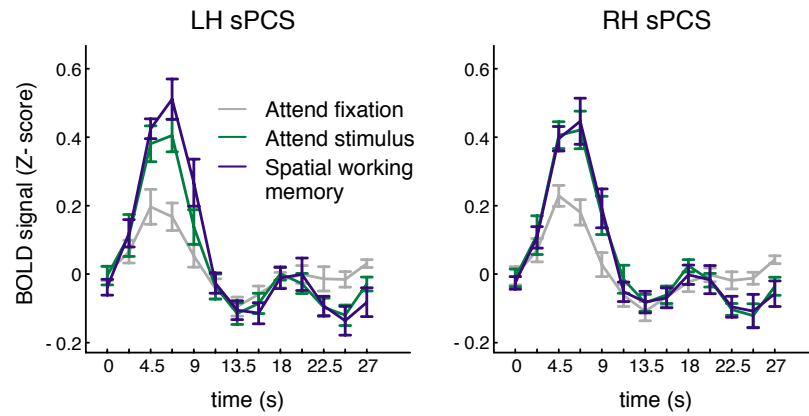 LH sPCS
RH sPCS
BOLD signal (Z- score)
0.6
0.4
0.2
0
- 0.2
Attend fixation
Attend stimulus
Spatial working
memory
0 4.5 9 13.5 18 22.5 27
time (s)
0.6
0.4
0.2
0
- 0.2
0 4.5 9 13.5 18 22.5 27
time (s)